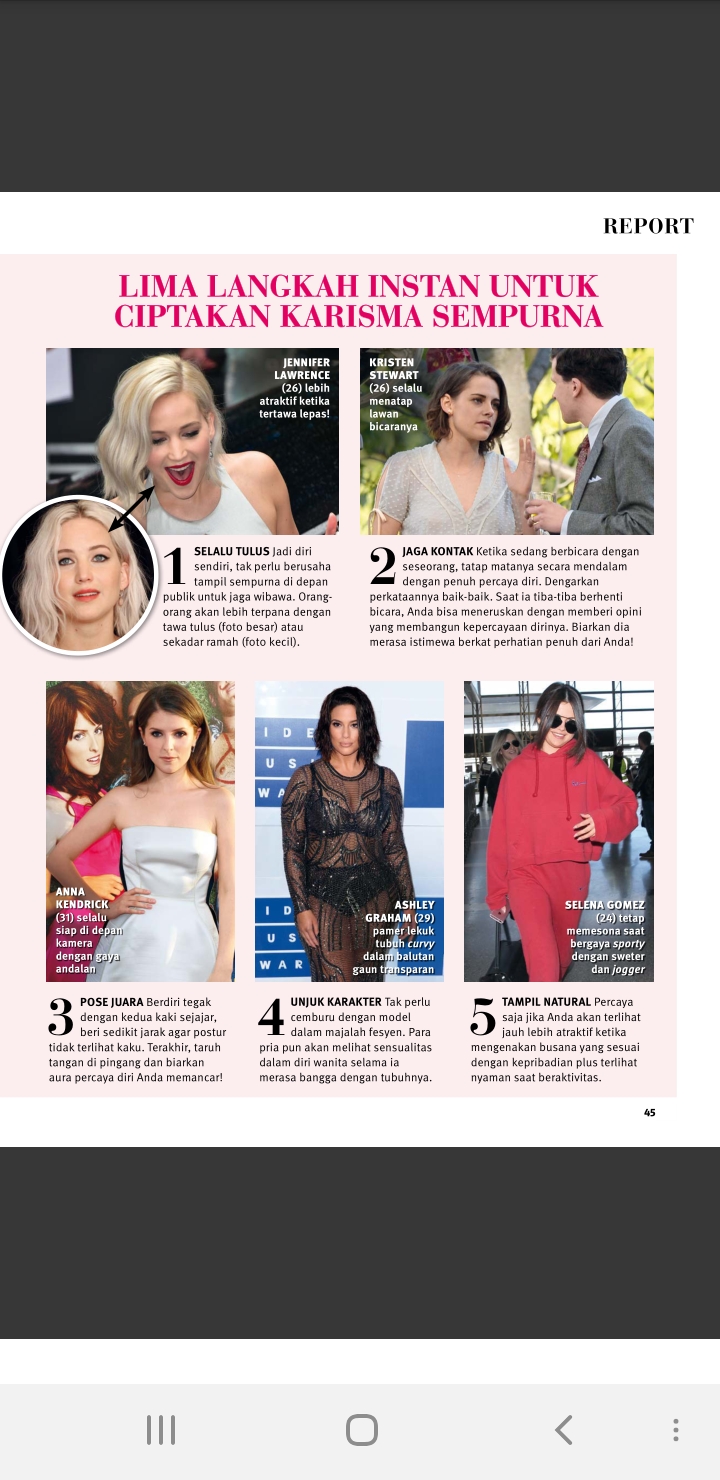 REPORT
LIMA LANGKAH INSTAN UNTUK
CIPTAKAN KARISMA SEMPURNA
JENNIFER
LAWRENCE
(26) lebih
atraktif ketika
tertawa lepas!
KRISTEN
STEWART
(26) selalu
menatap
lawan
bicaranya
1 SELALU TULUS Jadi diri
sendiri, tak perlu berusaha
tampil sempurna di depan
publik untuk jaga wibawa. Orang-
orang akan lebih terpana dengan
tawa tulus (foto besar) atau
sekadar ramah (foto kecil).
2 JAGA KONTAK Ketika sedang berbicara dengan
seseorang, tatap matanya secara mendalam
dengan penuh percaya diri. Dengarkan
perkataannya baik-baik. Saat ia tiba-tiba berhenti
bicara, Anda bisa meneruskan dengan memberi opini
yang membangun kepercayaan dirinya. Biarkan dia
merasa istimewa berkat perhatian penuh dari Anda!
ANNA
KENDRICK
(31) selalu
siap di depan
kamera
dengan gaya
andalan
IDE
US
WA
ID
US
WAR
ASHLEY
GRAHAM (29)
pamer lekuk
tubuh curvy
dalam balutan
gaun transparan
SELENA GOMEZ
(24) tetap
memesona saat
bergaya sporty
dengan sweter
dan jogger
3 POSE JUARA Berdiri tegak
dengan kedua kaki sejajar,
beri sedikit jarak agar postur
tidak terlihat kaku. Terakhir, taruh
tangan di pingang dan biarkan
aura percaya diri Anda memancar!
4 UNJUK KARAKTER Tak perlu
cemburu dengan model
dalam majalah fesyen. Para
pria pun akan melihat sensualitas
dalam diri wanita selama ia
merasa bangga dengan tubuhnya.
5 TAMPIL NATURAL Percaya
saja jika Anda akan terlihat
jauh lebih atraktif ketika
mengenakan busana yang sesuai
dengan kepribadian plus terlihat
nyaman saat beraktivitas.
45